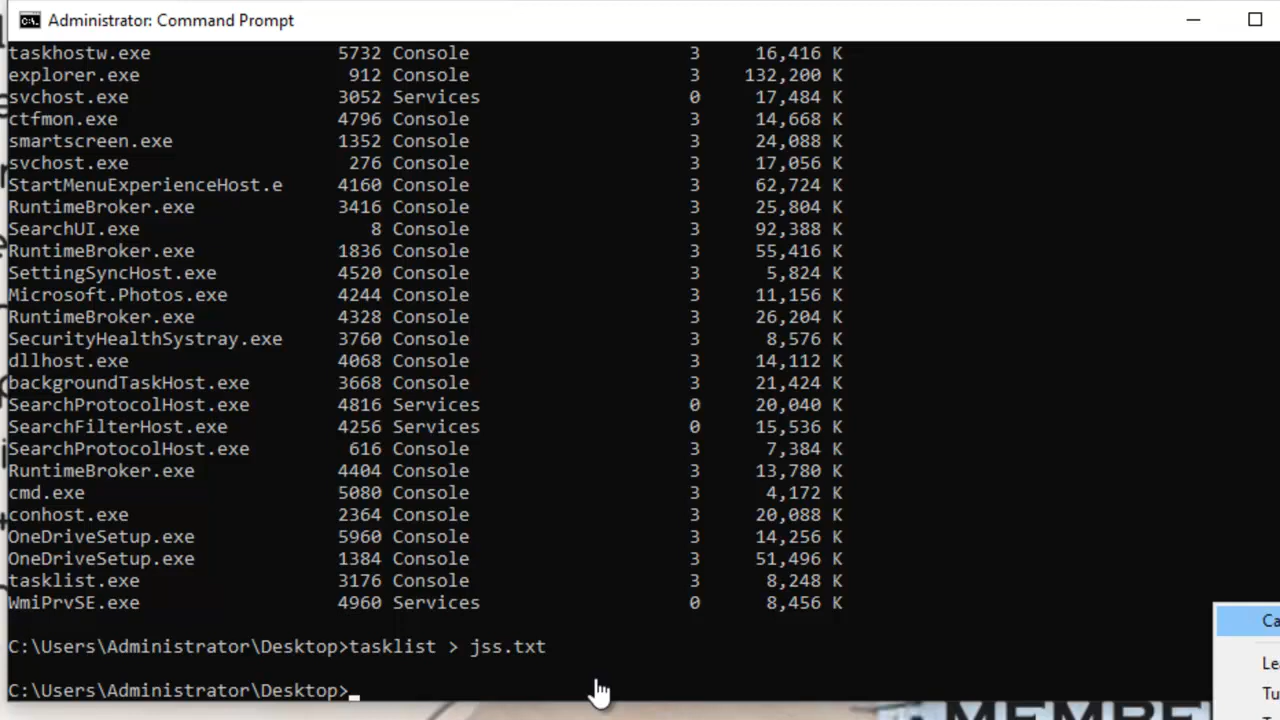 Administrator: Command Prompt
taskhostw.exe 5732 Console 3 16,416 K
explorer.exe 912 Console 3 132,200 K
svchost.exe 3052 Services 0 17,484 K
ctfmon.exe 4796 Console 3 14,668 K
smartscreen.exe 1352 Console 3 24,088 K
svchost.exe 276 Console 3 17,056 K
StartMenuExperienceHost.e 4160 Console 3 62,724 K
RuntimeBroker.exe 3416 Console 3 25,804 K
SearchUI.exe 8 Console 3 92,388 K
RuntimeBroker.exe 1836 Console 3 55,416 K
SettingSyncHost.exe 4520 Console 3 5,824 K
Microsoft.Photos.exe 4244 Console 3 11,156 K
RuntimeBroker.exe 4328 Console 3 26,204 K
SecurityHealthSystray.exe 3760 Console 3 8,576 K
dllhost.exe 4068 Console 3 14,112 K
backgroundTaskHost.exe 3668 Console 3 21,424 K
SearchProtocolHost.exe 4816 Services 0 20,040 K
SearchFilterHost.exe 4256 Services 0 15,536 K
SearchProtocolHost.exe 616 Console 3 7,384 K
RuntimeBroker.exe 4404 Console 3 13,780 K
cmd.exe 5080 Console 3 4,172 K
conhost.exe 2364 Console 3 20,088 K
OneDriveSetup.exe 5960 Console 3 14,256 K
OneDriveSetup.exe 1384 Console 3 51,496 K
tasklist.exe 3176 Console 3 8,248 K
WmiPrvSE.exe 4960 Services 0 8,456 K
C:\Users\Administrator\Desktop>tasklist > jss.txt
C:\Users\Administrator\Desktop>
Ca
Le
Tu